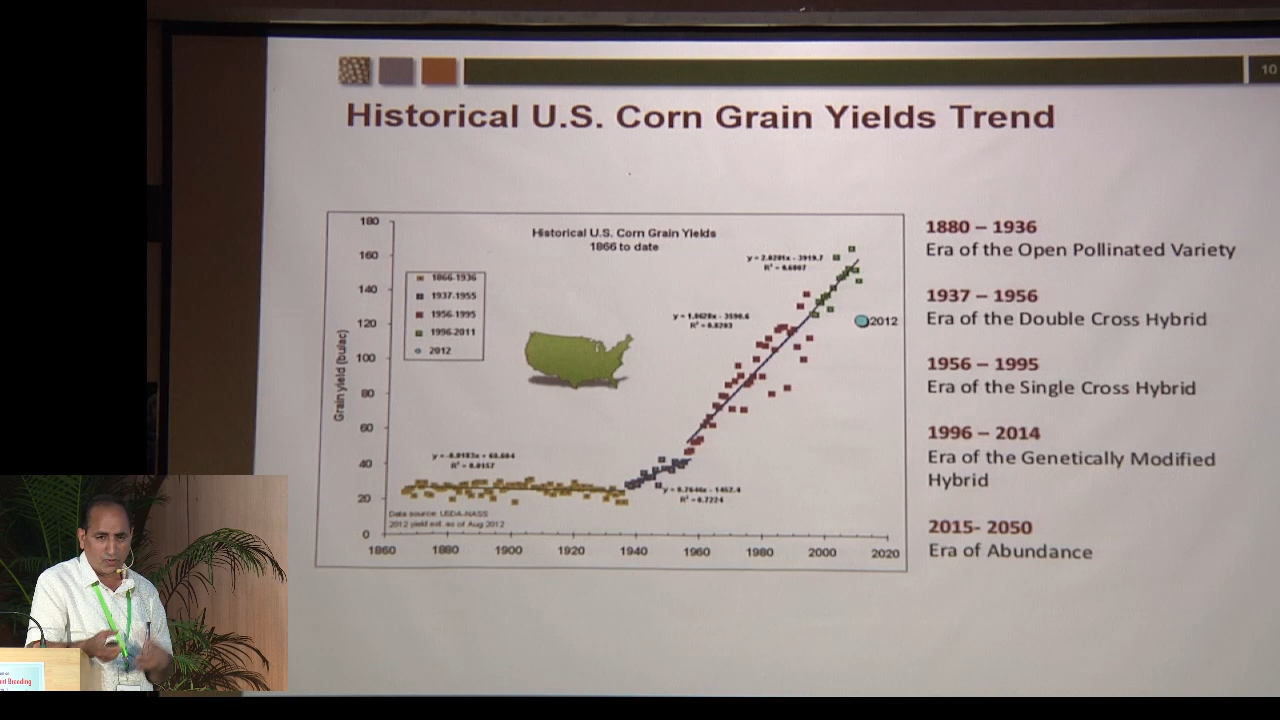 10
Historical U.S. Corn Grain Yields Trend
Historical U.S. Corn Grain Yields
1866 to date
Grain yield (bu/ac)
180
160
140
120
100
80
60
40
20
0
1860
1880
1900
1920
1940
1960
1980
2000
2020
1866-1936
1937-1955
1956-1995
1996-2011
2012
2012
Data source: USDA-NASS
2012 yield est. as of Aug 2012
1880 – 1936
Era of the Open Pollinated Variety
1937 – 1956
Era of the Double Cross Hybrid
1956 – 1995
Era of the Single Cross Hybrid
1996 – 2014
Era of the Genetically Modified
Hybrid
2015- 2050
Era of Abundance
Breeding